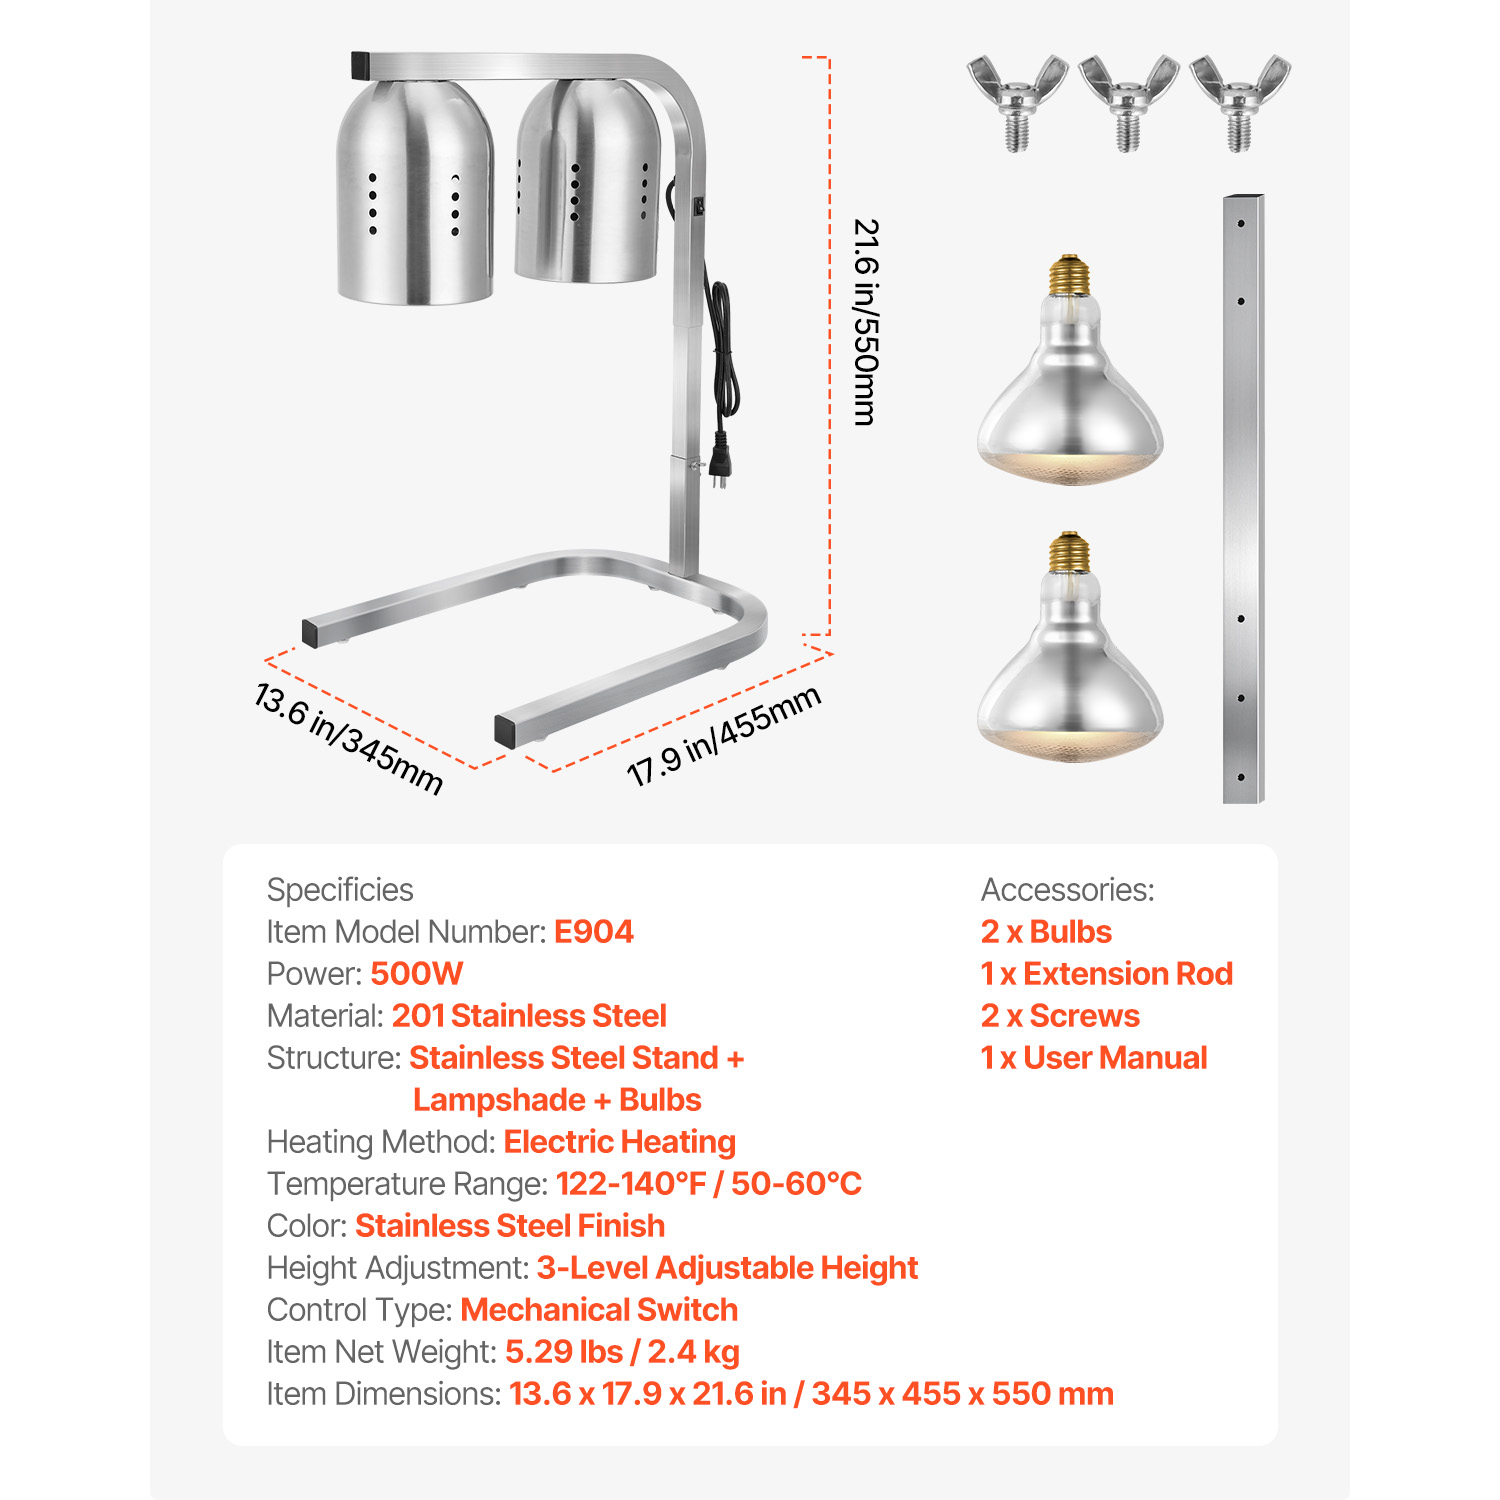 21.6 in/550mm
13.6 in/345mm
17.9 in/455mm
Specificies
Item Model Number: E904
Power: 500W
Material: 201 Stainless Steel
Structure: Stainless Steel Stand +
Lampshade + Bulbs
Heating Method: Electric Heating
Temperature Range: 122-140°F / 50-60°C
Color: Stainless Steel Finish
Height Adjustment: 3-Level Adjustable Height
Control Type: Mechanical Switch
Item Net Weight: 5.29 lbs / 2.4 kg
Item Dimensions: 13.6 x 17.9 x 21.6 in / 345 x 455 x 550 mm
Accessories:
2 x Bulbs
1 x Extension Rod
2 x Screws
1 x User Manual